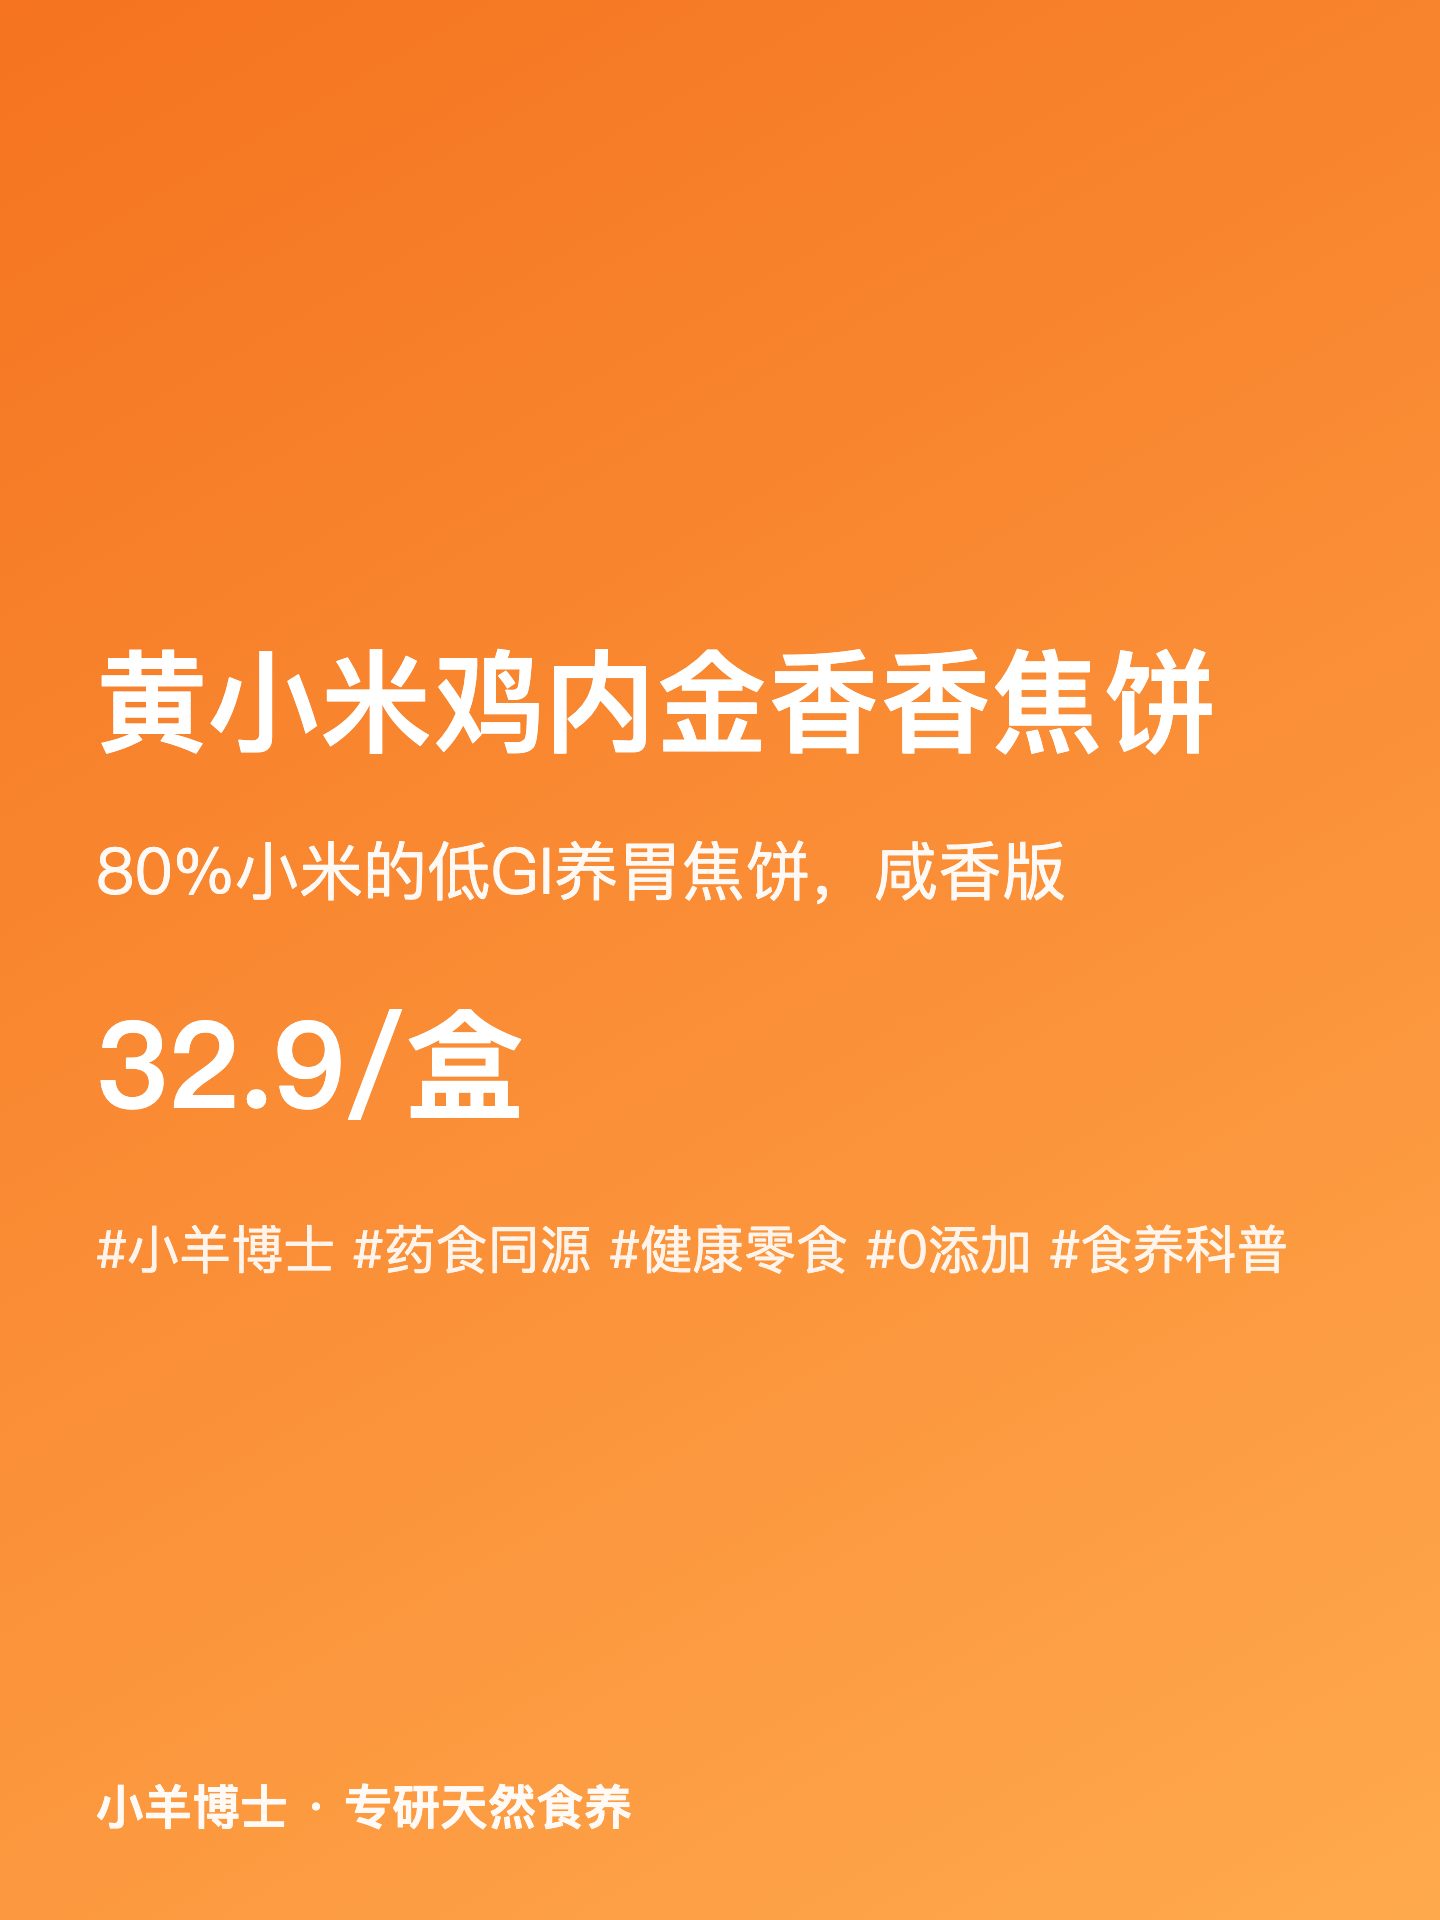 黄小米鸡内金香香焦饼
80%小米的低GI养胃焦饼，咸香版
32.9/盒
#小羊博士 #药食同源 #健康零食 #0添加 #食养科普
小羊博士 · 专研天然食养